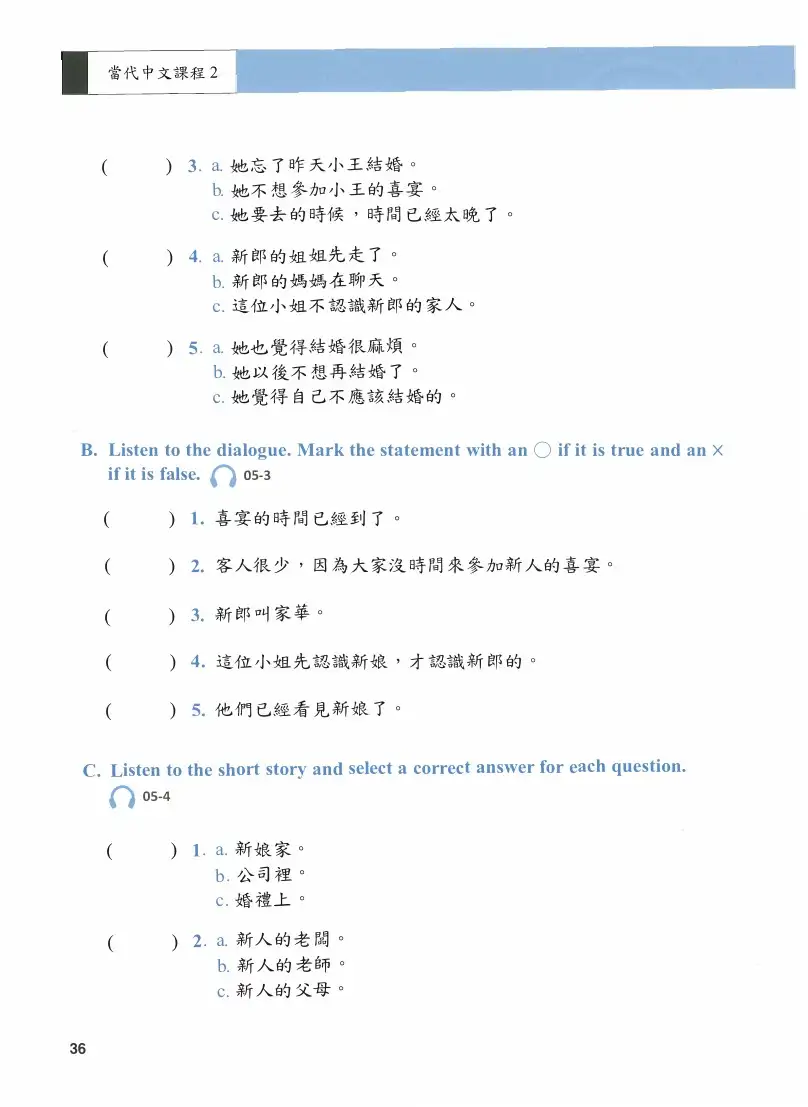 當代中文課程 2
(   ) 3. a. 她忘了昨天小王結婚。
b. 她不想參加小王的喜宴。
c. 她要去的時候，時間已經太晚了。
(   ) 4. a. 新郎的姐姐先走了。
b. 新郎的媽媽在聊天。
c. 這位小姐不認識新郎的家人。
(   ) 5. a. 她也覺得結婚很麻煩。
b. 她以後不想再結婚了。
c. 她覺得自己不應該結婚的。
B. Listen to the dialogue. Mark the statement with an ○ if it is true and an ×
if it is false. 05-3
(   ) 1. 喜宴的時間已經到了。
(   ) 2. 客人很少，因為大家沒時間來參加新人的喜宴。
(   ) 3. 新郎叫家華。
(   ) 4. 這位小姐先認識新娘，才認識新郎的。
(   ) 5. 他們已經看見新娘了。
C. Listen to the short story and select a correct answer for each question.
05-4
(   ) 1. a. 新娘家。
b. 公司裡。
c. 婚禮上。
(   ) 2. a. 新人的老闆。
b. 新人的老師。
c. 新人的父母。
36